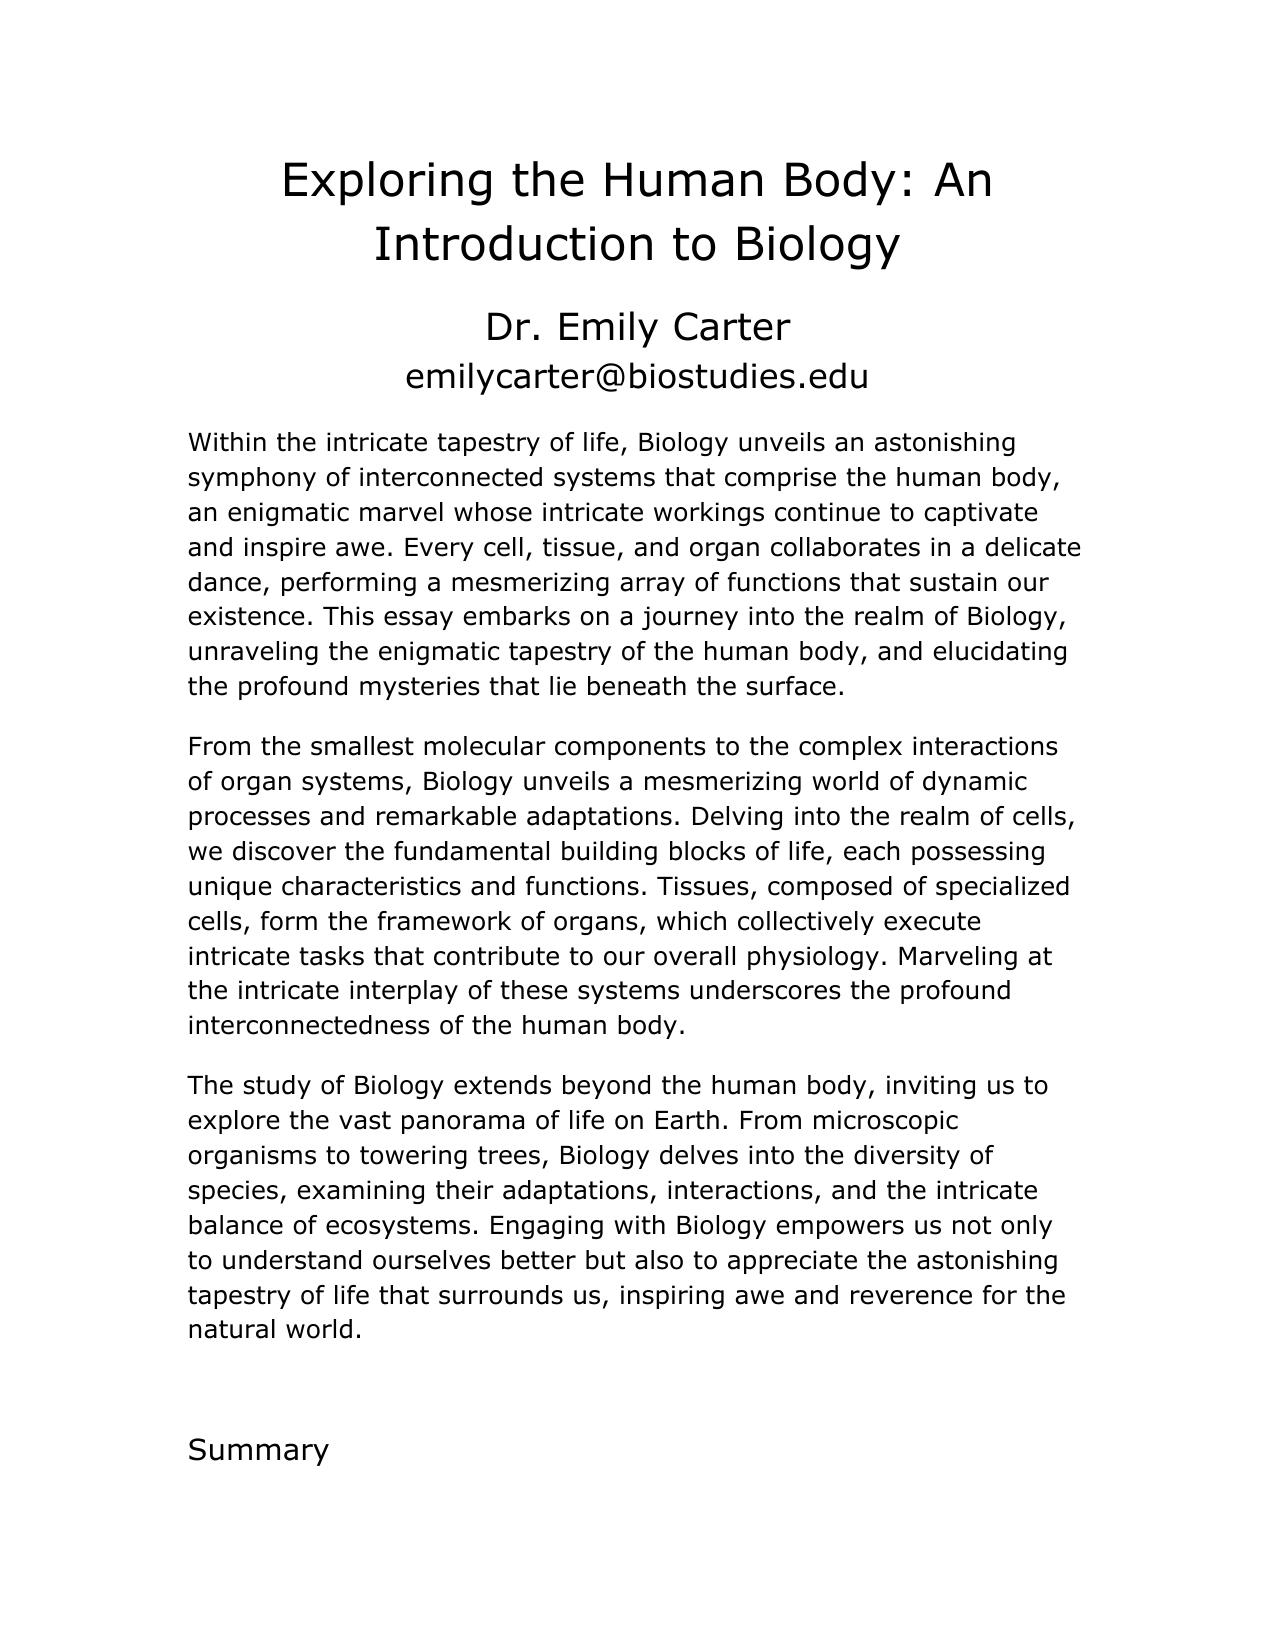 Exploring the Human Body: An
Introduction to Biology
Dr. Emily Carter
emilycarter@biostudies.edu
Within the intricate tapestry of life, Biology unveils an astonishing
symphony of interconnected systems that comprise the human body,
an enigmatic marvel whose intricate workings continue to captivate
and inspire awe. Every cell, tissue, and organ collaborates in a delicate
dance, performing a mesmerizing array of functions that sustain our
existence. This essay embarks on a journey into the realm of Biology,
unraveling the enigmatic tapestry of the human body, and elucidating
the profound mysteries that lie beneath the surface.
From the smallest molecular components to the complex interactions
of organ systems, Biology unveils a mesmerizing world of dynamic
processes and remarkable adaptations. Delving into the realm of cells,
we discover the fundamental building blocks of life, each possessing
unique characteristics and functions. Tissues, composed of specialized
cells, form the framework of organs, which collectively execute
intricate tasks that contribute to our overall physiology. Marveling at
the intricate interplay of these systems underscores the profound
interconnectedness of the human body.
The study of Biology extends beyond the human body, inviting us to
explore the vast panorama of life on Earth. From microscopic
organisms to towering trees, Biology delves into the diversity of
species, examining their adaptations, interactions, and the intricate
balance of ecosystems. Engaging with Biology empowers us not only
to understand ourselves better but also to appreciate the astonishing
tapestry of life that surrounds us, inspiring awe and reverence for the
natural world.
Summary